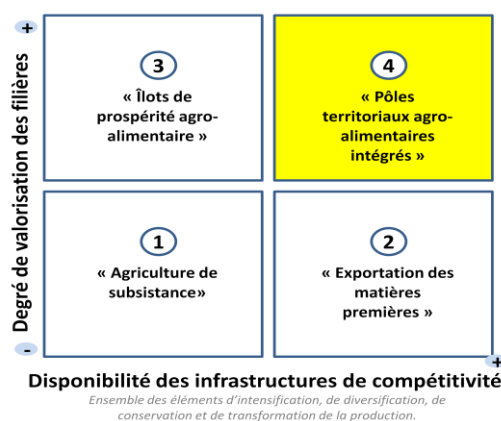 +
Degré de valorisation des filières
-
3
« Îlots de
prospérité agro-
alimentaire »
4
« Pôles
territoriaux agro-
alimentaires
intégrés »
1
« Agriculture de
subsistance»
2
« Exportation des
matières
premières »
+
Disponibilité des infrastructures de compétitivité
Ensemble des éléments d'intensification, de diversification, de
conservation et de transformation de la production.